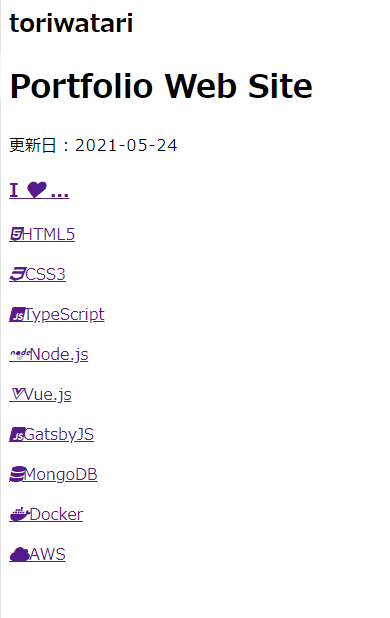 toriwatari
Portfolio Web Site
更新日：2021-05-24
I ♥ ...
HTML5
CSS3
TypeScript
Node.js
Vue.js
GatsbyJS
MongoDB
Docker
AWS